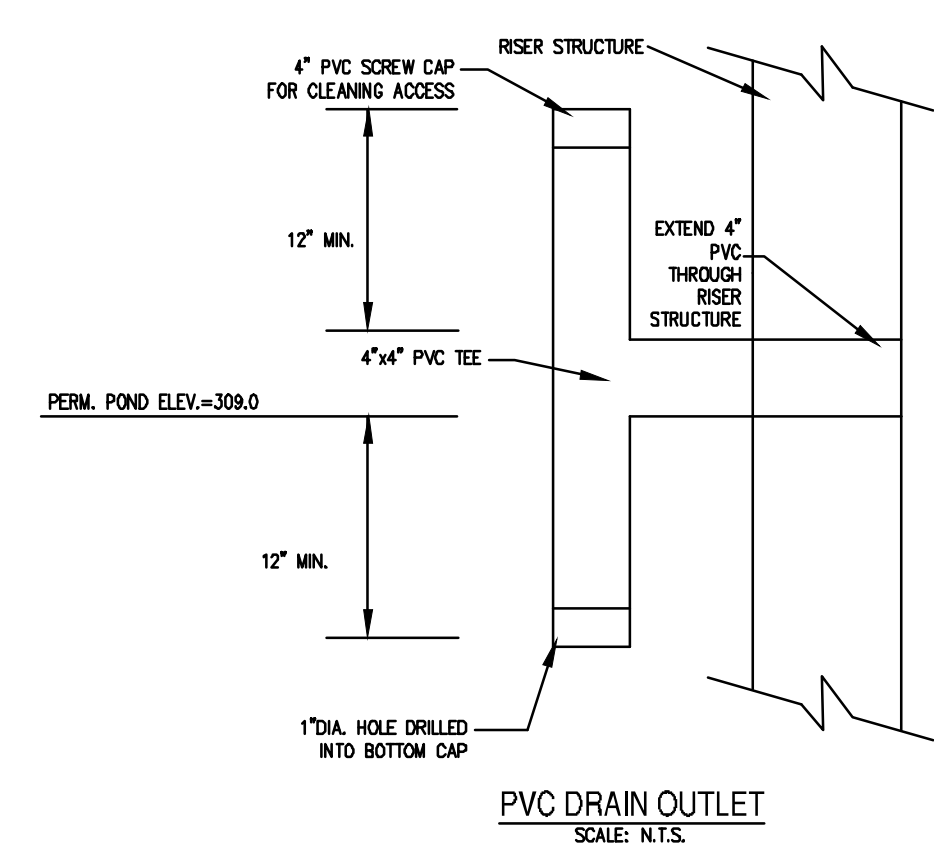 RISER STRUCTURE
4" PVC SCREW CAP
FOR CLEANING ACCESS
12" MIN.
EXTEND 4"
PVC
THROUGH
RISER
STRUCTURE
4"x4" PVC TEE
PERM. POND ELEV.=309.0
12" MIN.
1"DIA. HOLE DRILLED
INTO BOTTOM CAP
PVC DRAIN OUTLET
SCALE: N.T.S.